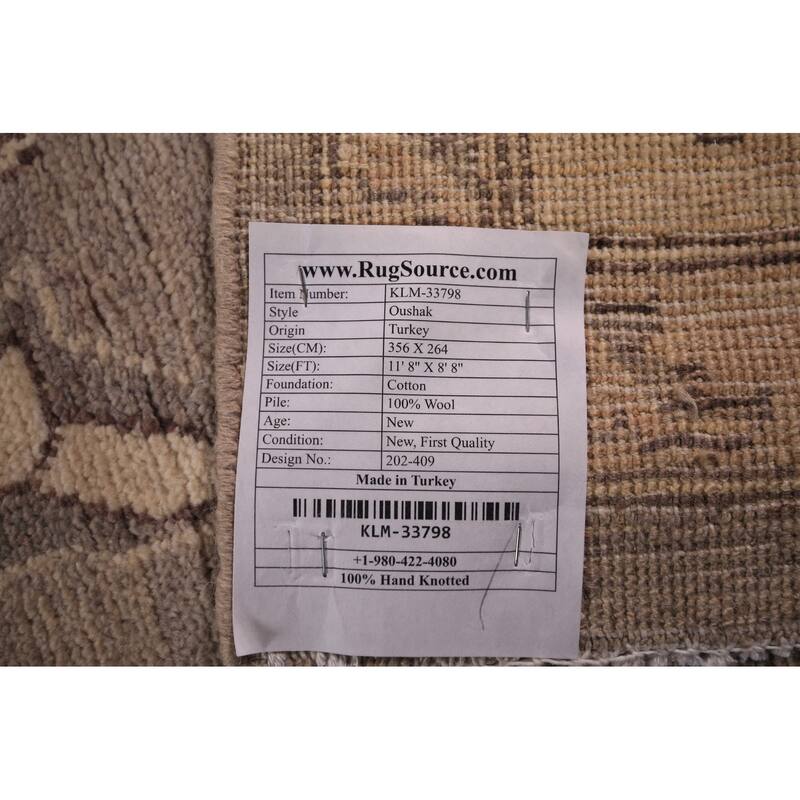 www.RugSource.com
Item Number: KLM-33798
Style Oushak
Origin Turkey
Size(CM): 356 X 264
Size(FT): 11' 8" X 8' 8"
Foundation: Cotton
Pile: 100% Wool
Age: New
Condition: New, First Quality
Design No.: 202-409
Made in Turkey
KLM-33798
+1-980-422-4080
100% Hand Knotted